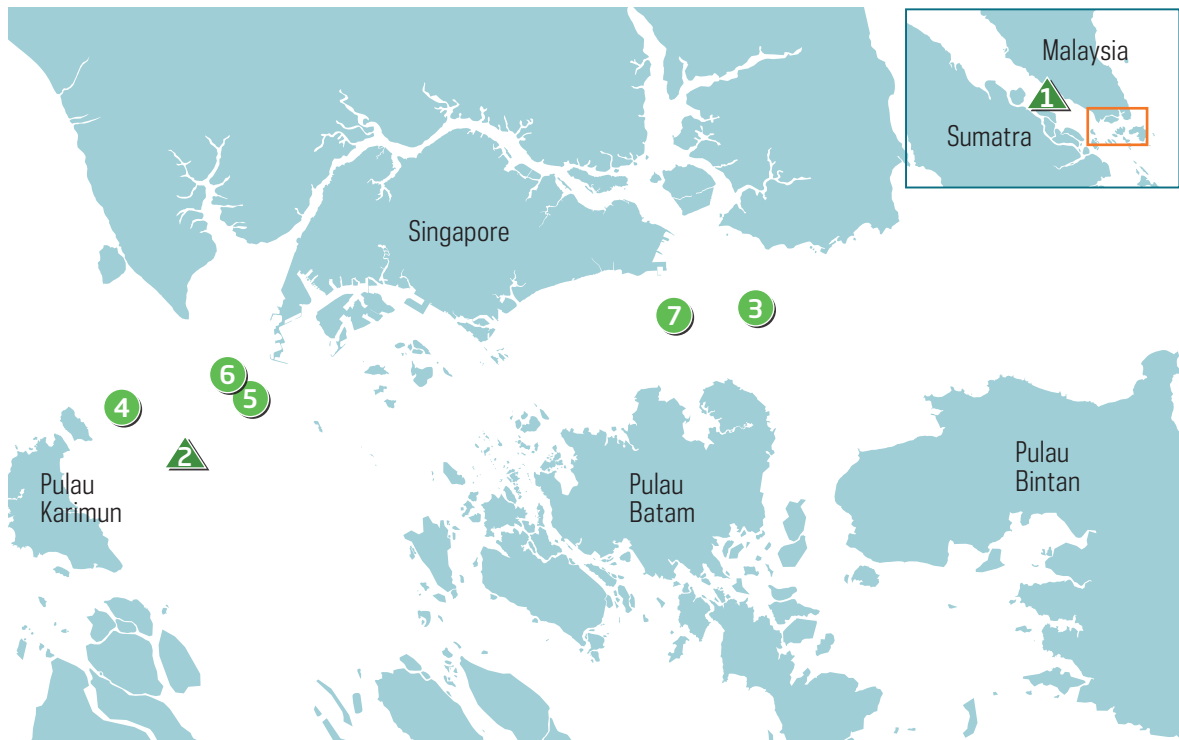 Malaysia
1
Sumatra
Singapore
7
3
6
5
4
2
Pulau
Karimun
Pulau
Batam
Pulau
Bintan